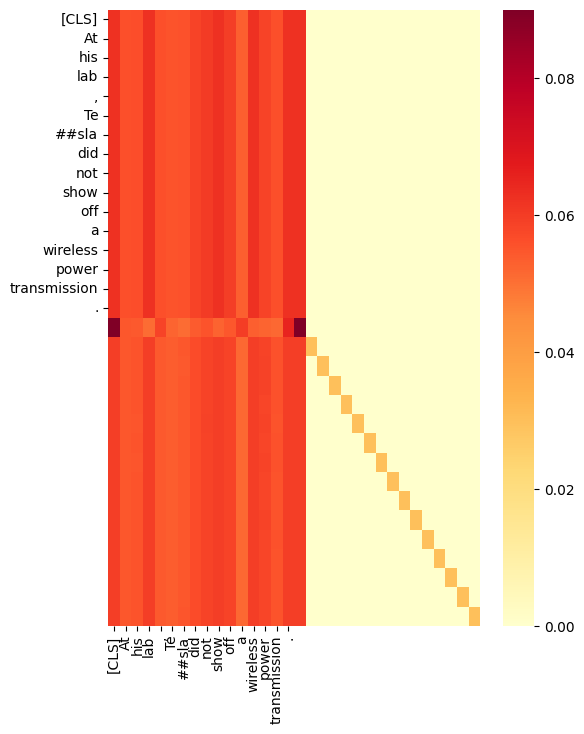 [CLS]
At
his
lab
,
Te
##sla
did
not
show
off
a
wireless
power
transmission
.
0.08
0.06
0.04
0.02
0.00
[CLS]
At
his
lab
,
Te
##sla
did
not
show
off
a
wireless
power
transmission
.